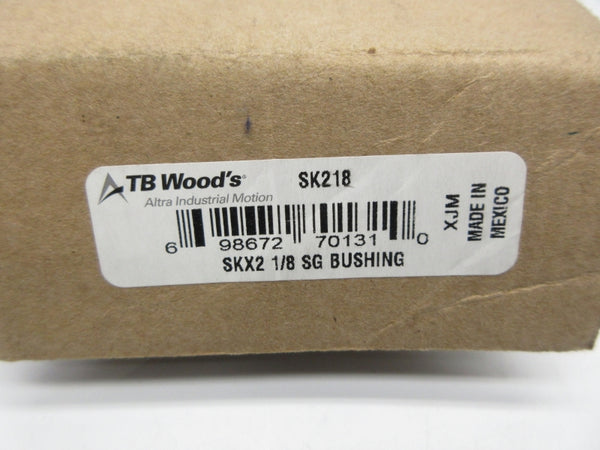 TB Wood's® SK218
Altra Industrial Motion
6 98672 70131 0
SKX2 1/8 SG BUSHING
XJM
MADE IN
MEXICO